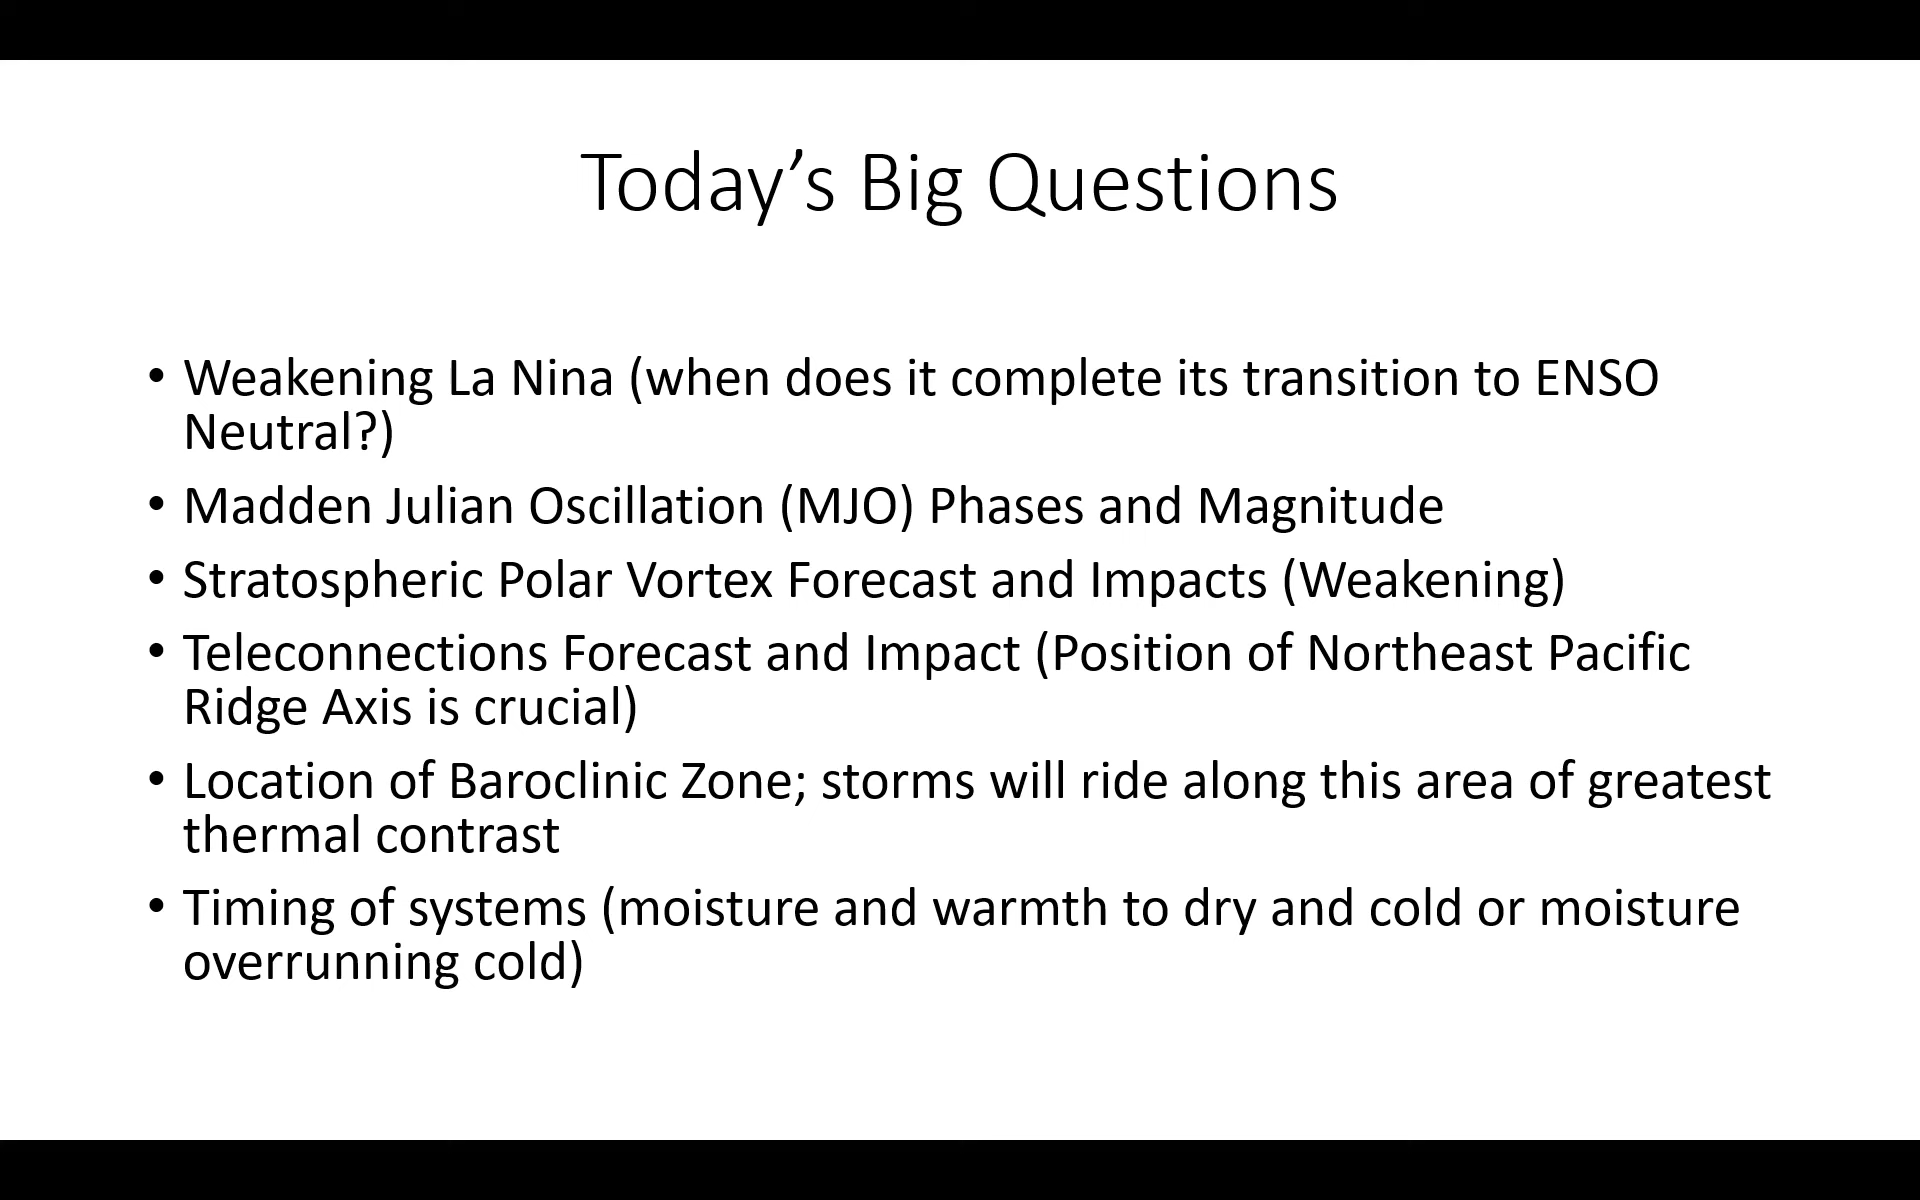 Today’s Big Questions
• Weakening La Nina (when does it complete its transition to ENSO
Neutral?)
• Madden Julian Oscillation (MJO) Phases and Magnitude
• Stratospheric Polar Vortex Forecast and Impacts (Weakening)
• Teleconnections Forecast and Impact (Position of Northeast Pacific
Ridge Axis is crucial)
• Location of Baroclinic Zone; storms will ride along this area of greatest
thermal contrast
• Timing of systems (moisture and warmth to dry and cold or moisture
overrunning cold)